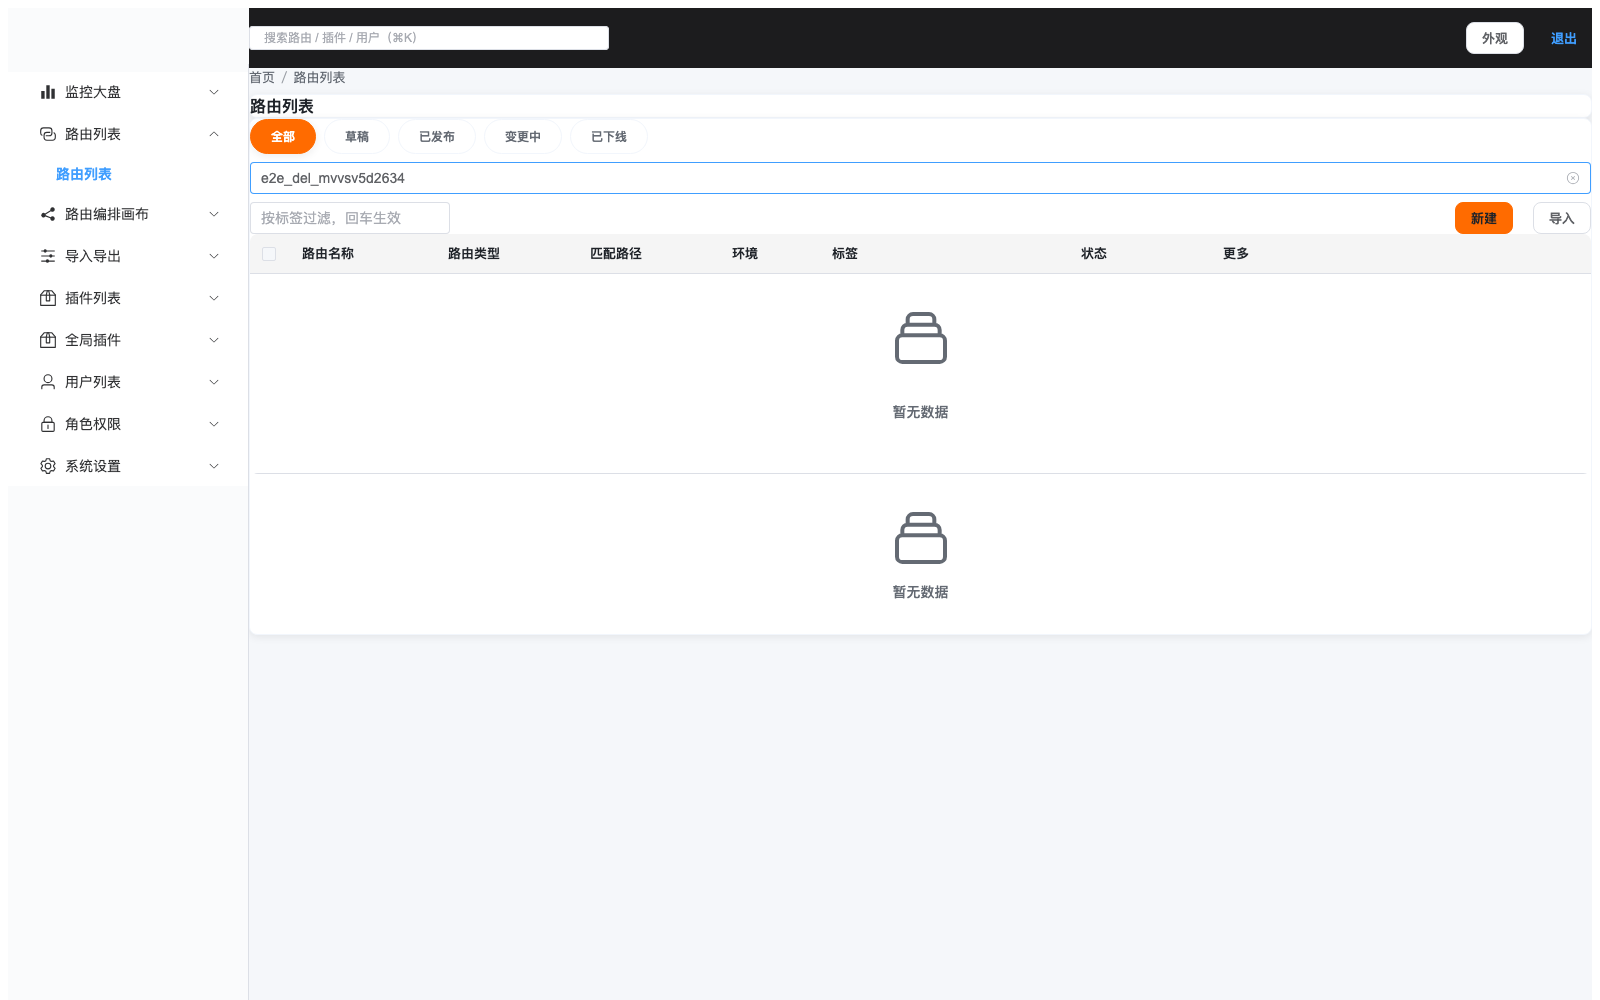 搜索路由 / 插件 / 用户（⌘K）
外观
退出
监控大盘
路由列表
路由列表
路由编排画布
导入导出
插件列表
全局插件
用户列表
角色权限
系统设置
首页 / 路由列表
路由列表
全部
草稿
已发布
变更中
已下线
e2e_del_mvvsv5d2634
按标签过滤，回车生效
新建
导入
路由名称
路由类型
匹配路径
环境
标签
状态
更多
暂无数据
暂无数据